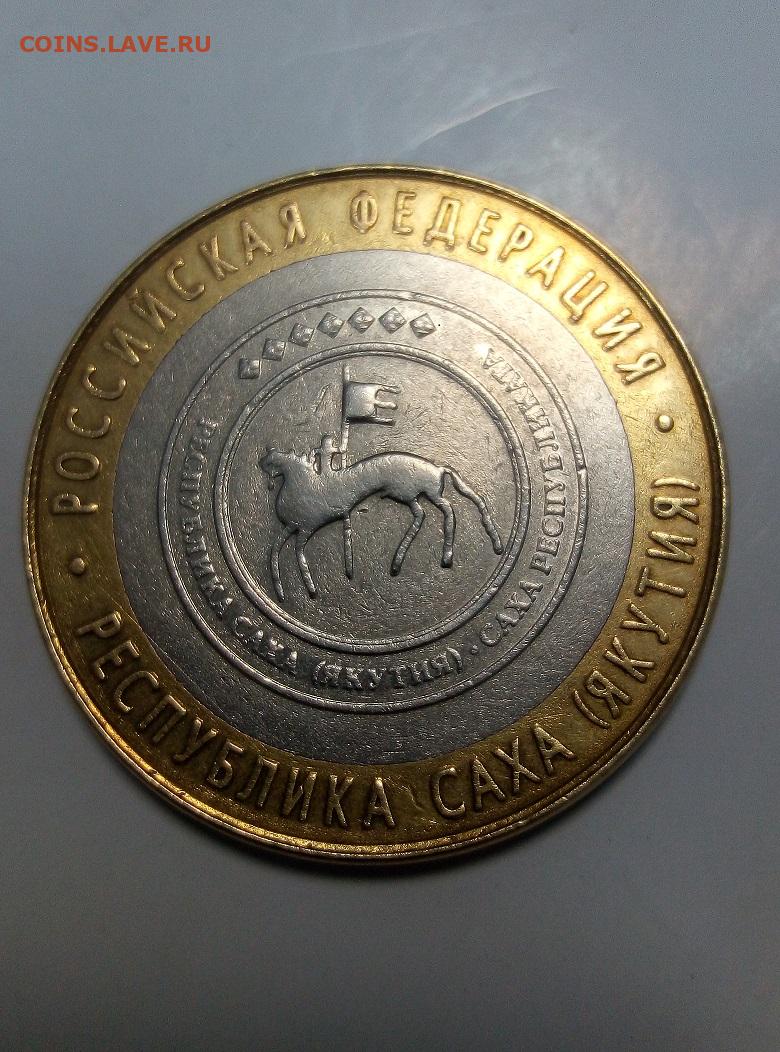 COINS.LAVE.RU
РОССИЙСКАЯ ФЕДЕРАЦИЯ
РЕСПУБЛИКА САХА (ЯКУТИЯ)
РЕСПУБЛИКА САХА (ЯКУТИЯ) · САХА РЕСПУБЛИКАТА